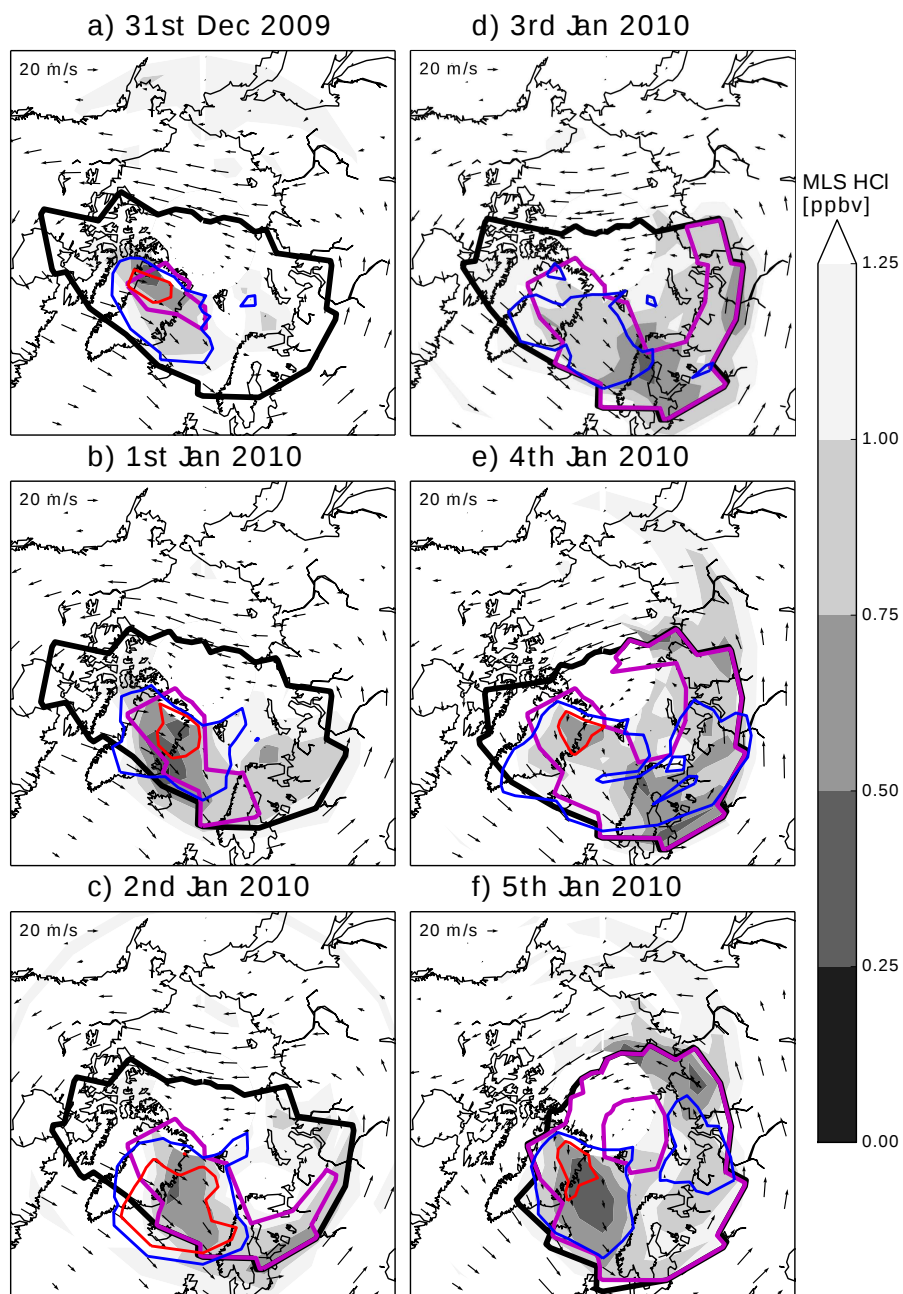 a) 31st Dec 2009
20 m/s
d) 3rd Jan 2010
20 m/s
MLS HCl
[ppbv]
1.25
1.00
0.75
0.50
0.25
0.00
b) 1st Jan 2010
20 m/s
e) 4th Jan 2010
20 m/s
c) 2nd Jan 2010
20 m/s
f) 5th Jan 2010
20 m/s